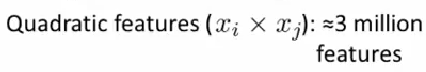 Quadratic features (xᵢ × xⱼ): ≈3 million
features